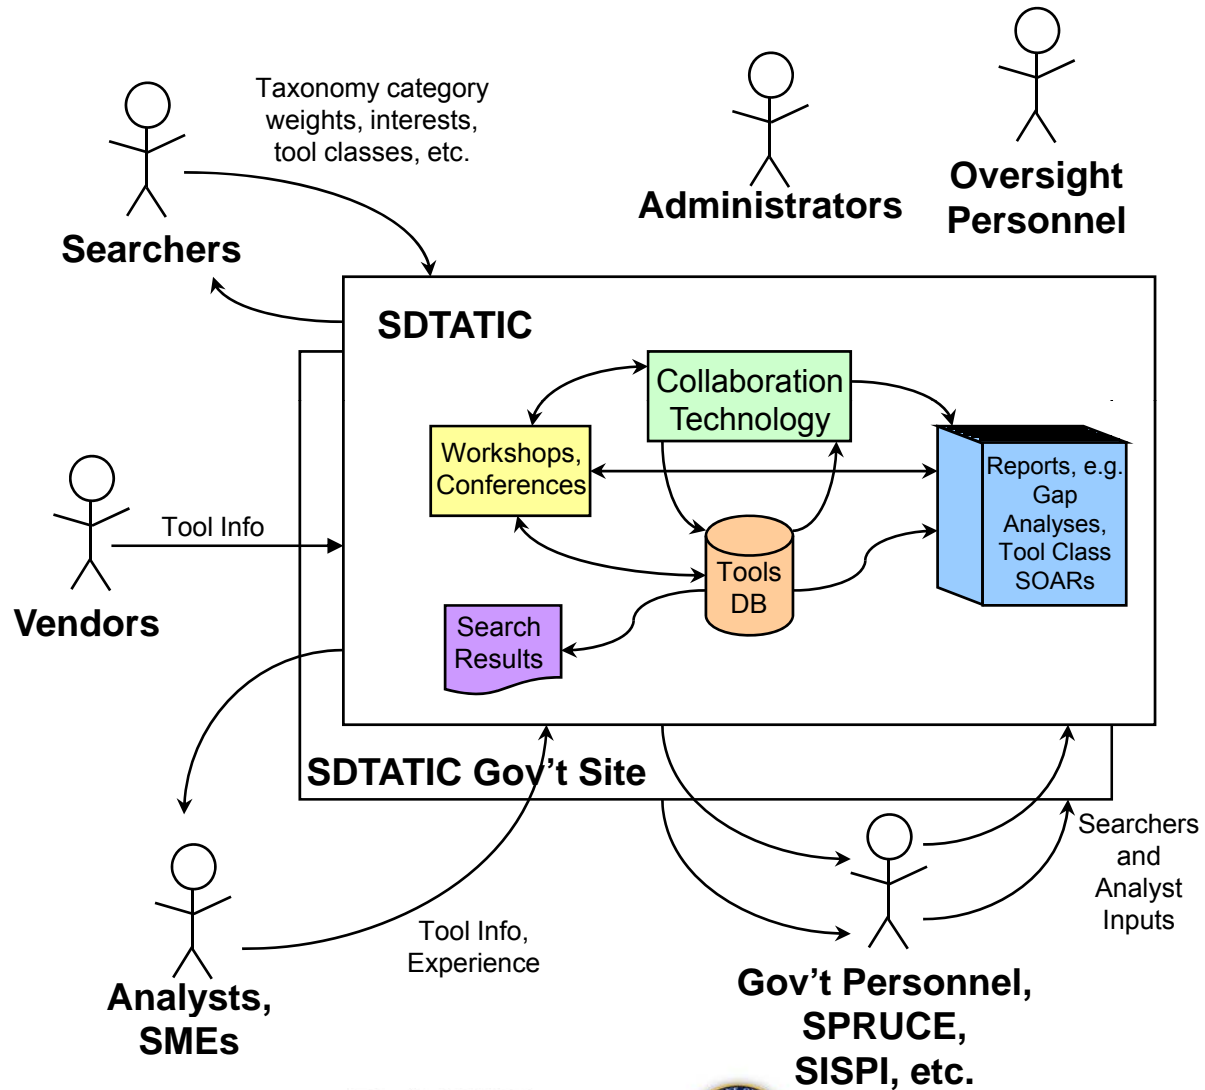 Taxonomy category
weights, interests,
tool classes, etc.
Searchers
Administrators
Oversight
Personnel
SDTATIC
Collaboration
Technology
Workshops,
Conferences
Reports, e.g.
Gap
Analyses,
Tool Class
SOARs
Tool Info
Vendors
Tools
DB
Search
Results
SDTATIC Gov't Site
Searchers
and
Analyst
Inputs
Tool Info,
Experience
Analysts,
SMEs
Gov't Personnel,
SPRUCE,
SISPI, etc.